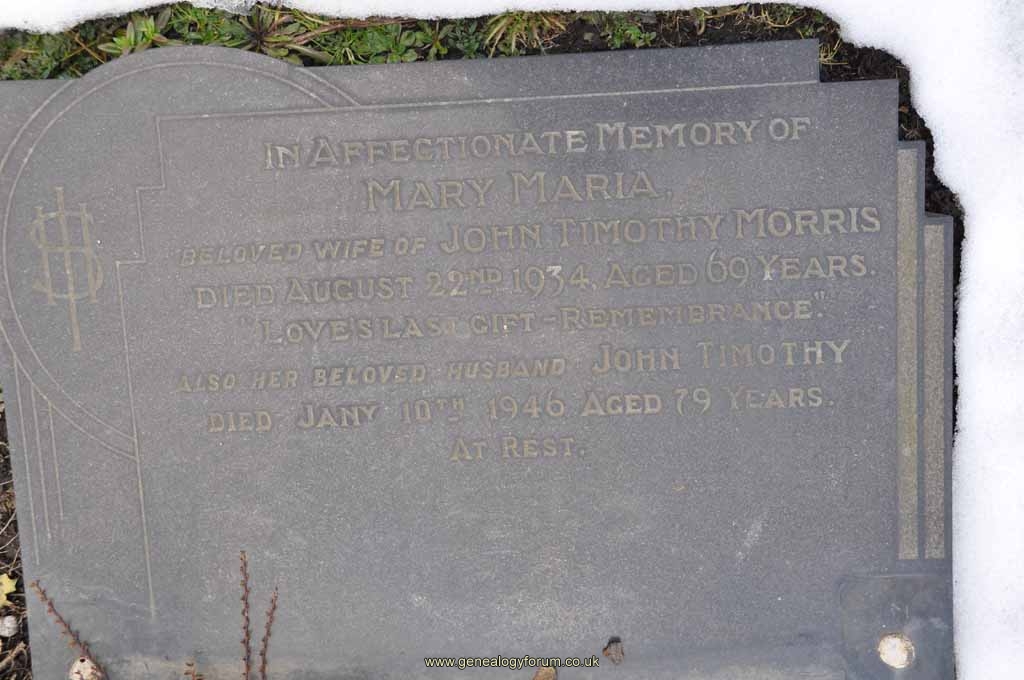 IN AFFECTIONATE MEMORY OF
MARY MARIA.
BELOVED WIFE OF JOHN TIMOTHY MORRIS
DIED AUGUST 22ND 1934, AGED 69 YEARS.
"LOVE'S LAST GIFT - REMEMBRANCE."
ALSO HER BELOVED HUSBAND JOHN TIMOTHY
DIED JANY 10TH 1946 AGED 79 YEARS.
AT REST.
IHS
www.genealogyforum.co.uk